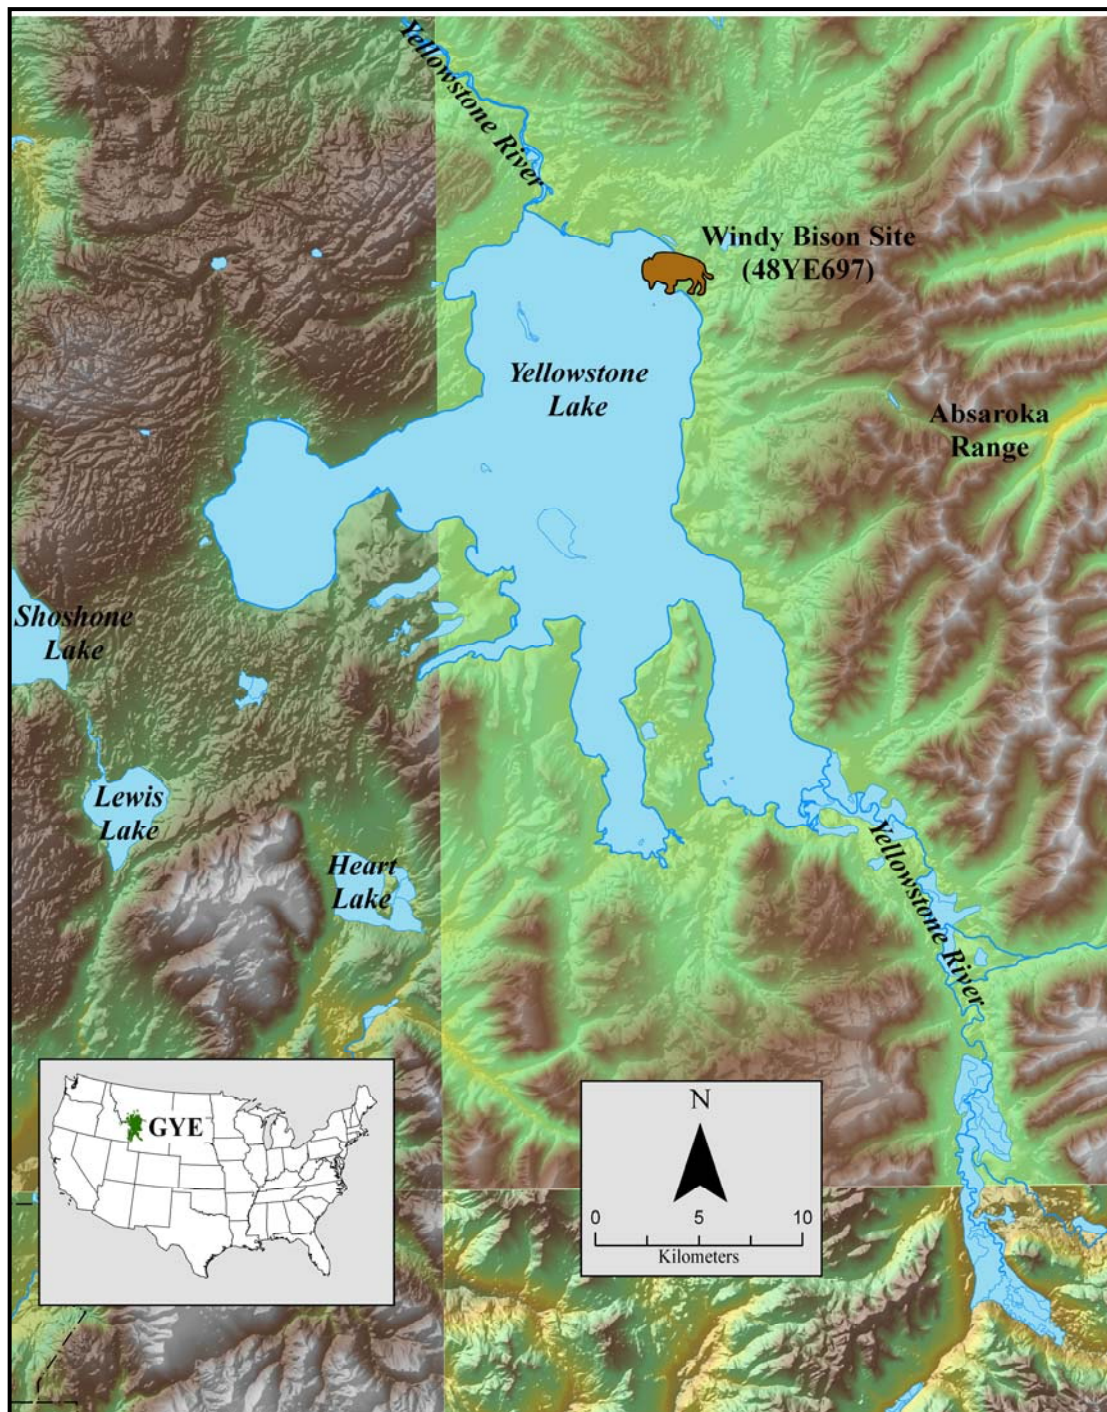 Yellowstone River
Windy Bison Site
(48YE697)
Yellowstone
Lake
Absaroka
Range
Shoshone
Lake
Lewis
Lake
Heart
Lake
Yellowstone River
GYE
N
0 5 10
Kilometers